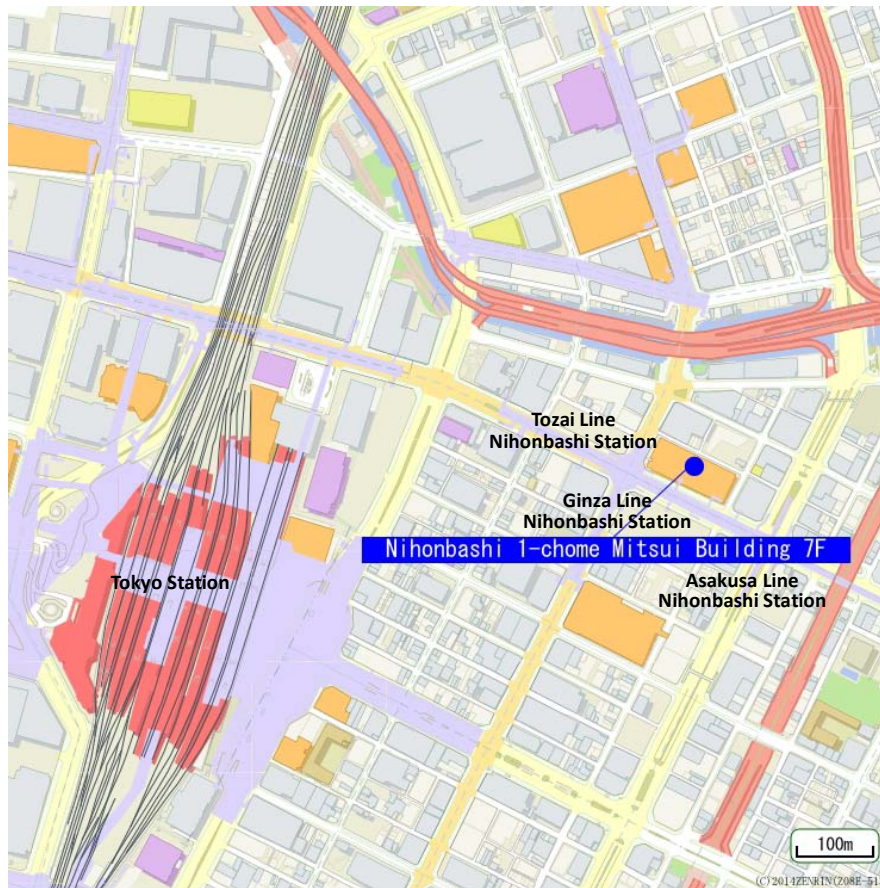 Tozai Line
Nihonbashi Station
Ginza Line
Nihonbashi Station
Nihonbashi 1-chome Mitsui Building 7F
Tokyo Station
Asakusa Line
Nihonbashi Station
100m
(C)2014ZENRIN(Z08E-51